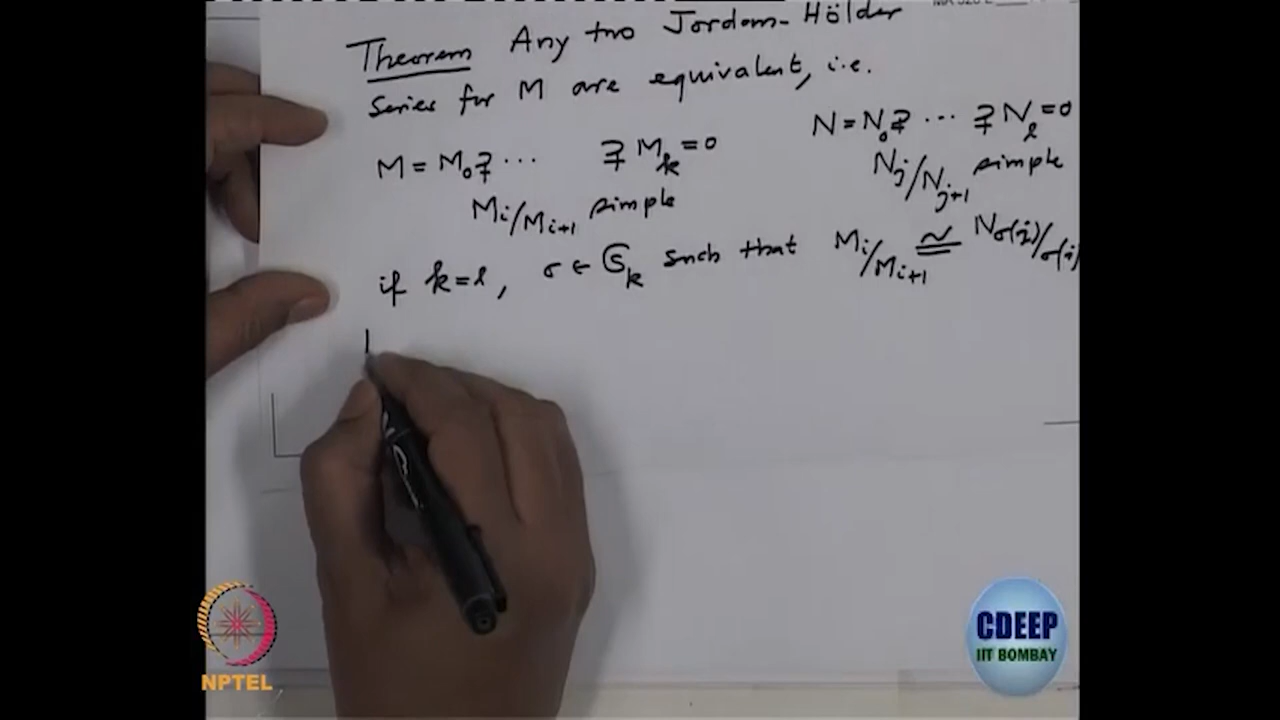 Theorem Any two Jordan-Hölder
series for M are equivalent, i.e.
M = M₀ ⊋ ··· ⊋ Mₖ = 0
N = N₀ ⊋ ··· ⊋ Nₗ = 0
Mᵢ/Mᵢ₊₁ simple
Nⱼ/Nⱼ₊₁ simple
if k=l, σ ∈ 𝔖ₖ such that Mᵢ/Mᵢ₊₁ ≅ N_σ(i)/σ(i)
NPTEL
CDEEP
IIT BOMBAY